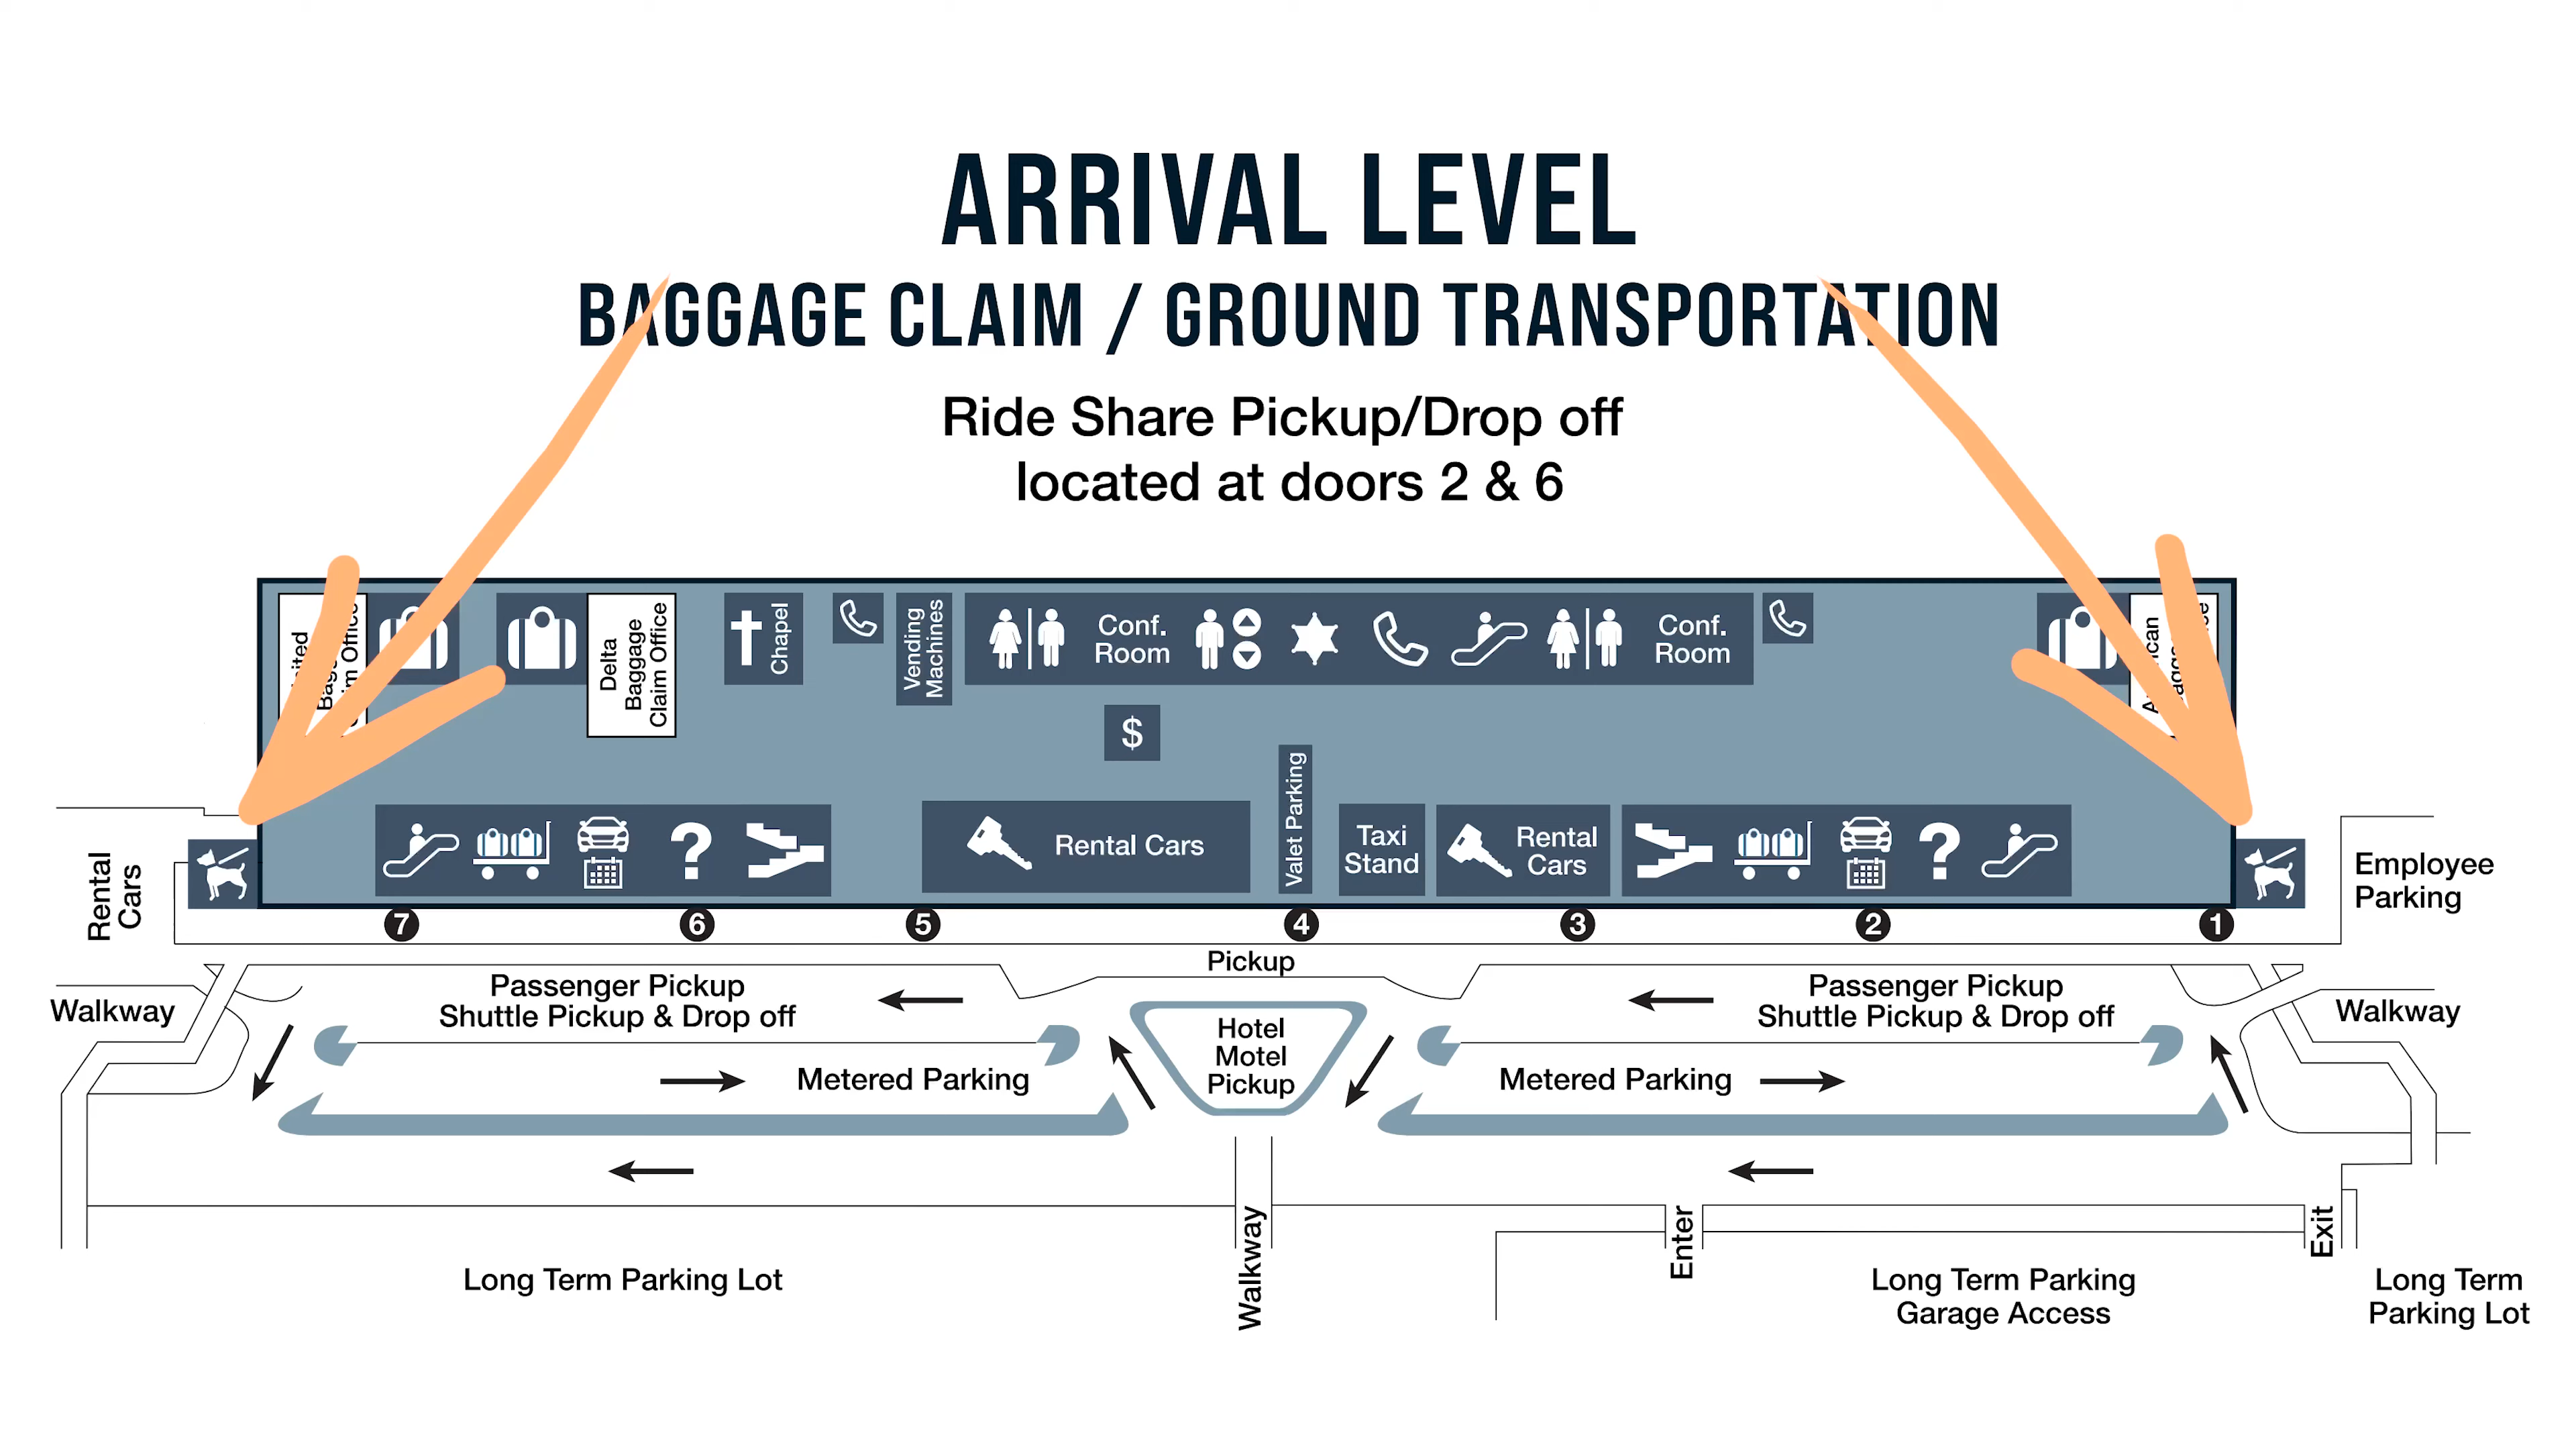 ARRIVAL LEVEL
BAGGAGE CLAIM / GROUND TRANSPORTATION
Ride Share Pickup/Drop off
located at doors 2 & 6
Delta
Baggage
Claim Office
Chapel
Vending
Machines
Conf.
Room
Conf.
Room
$
Valet Parking
Rental Cars
Taxi
Stand
Rental
Cars
?
?
Rental
Cars
Employee
Parking
7
6
5
4
3
2
1
Pickup
Walkway
Passenger Pickup
Shuttle Pickup & Drop off
Hotel
Motel
Pickup
Passenger Pickup
Shuttle Pickup & Drop off
Walkway
Metered Parking
Metered Parking
Walkway
Enter
Exit
Long Term Parking Lot
Long Term Parking
Garage Access
Long Term
Parking Lot